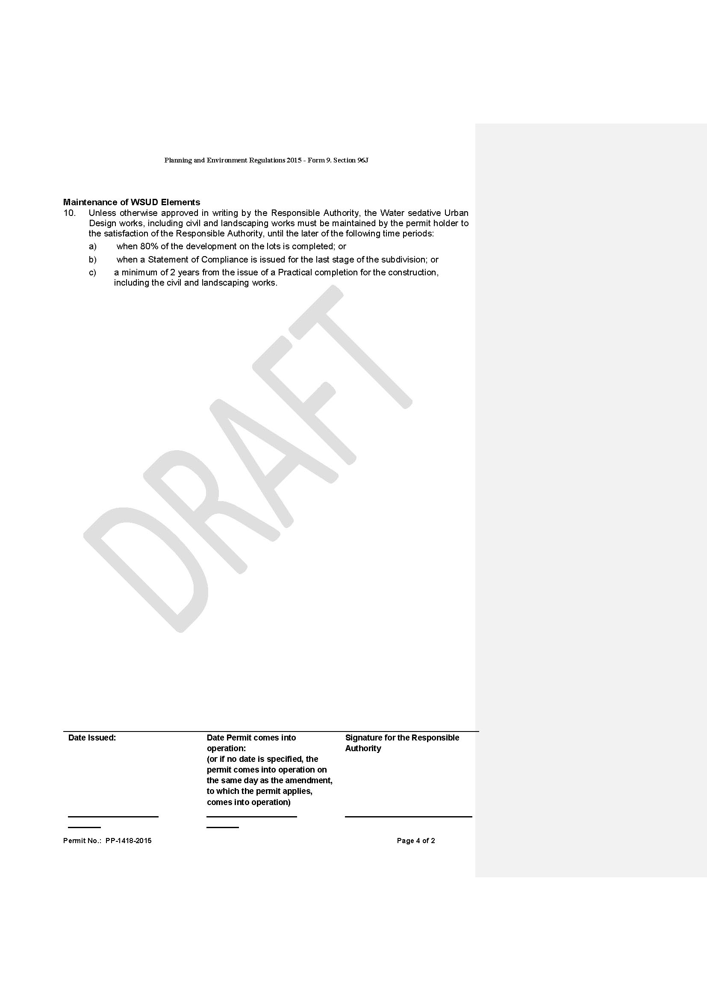 Planning and Environment Regulations 2015 - Form 9. Section 96J
Maintenance of WSUD Elements
10. Unless otherwise approved in writing by the Responsible Authority, the Water sedative Urban
Design works, including civil and landscaping works must be maintained by the permit holder to
the satisfaction of the Responsible Authority, until the later of the following time periods:
a) when 80% of the development on the lots is completed; or
b) when a Statement of Compliance is issued for the last stage of the subdivision; or
c) a minimum of 2 years from the issue of a Practical completion for the construction,
including the civil and landscaping works.
DRAFT
Date Issued:
Date Permit comes into
operation:
(or if no date is specified, the
permit comes into operation on
the same day as the amendment,
to which the permit applies,
comes into operation)
Signature for the Responsible
Authority
Permit No.: PP-1418-2015
Page 4 of 2